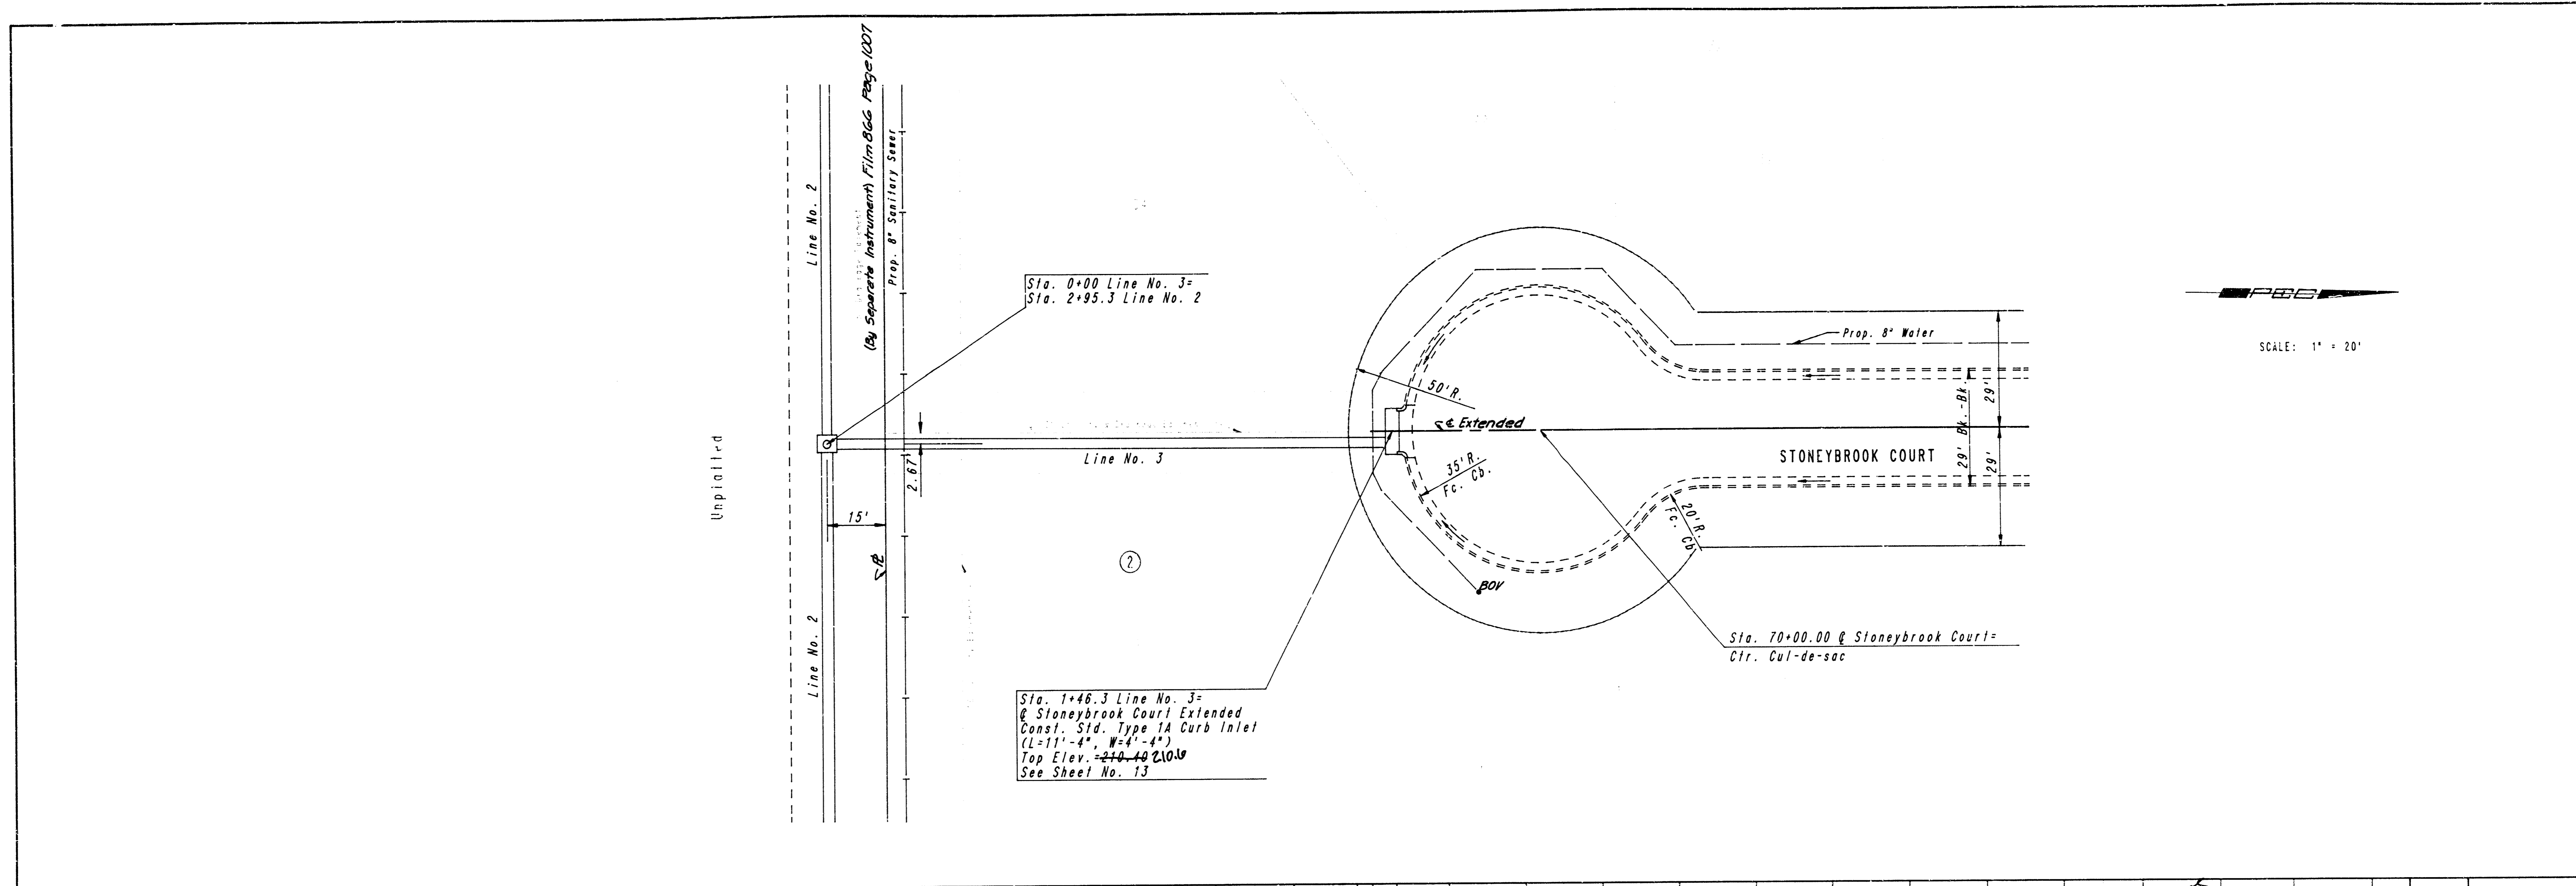 (By Separate Instrument) Film 866 Page 1007
Prop. 8" Sanitary Sewer
Line No. 2
Sta. 0+00 Line No. 3=
Sta. 2+95.3 Line No. 2
Prop. 8" Water
PEC
SCALE: 1" = 20'
50' R.
29'
29' Bk.-Bk.
29'
℄ Extended
STONEYBROOK COURT
Unplatted
Line No. 3
2.67'
35' R.
Fc. Cb.
20' R.
Fc. Cb
15'
2
BOV
Line No. 2
Sta. 70+00.00 ℄ Stoneybrook Court=
Ctr. Cul-de-sac
Sta. 1+46.3 Line No. 3=
℄ Stoneybrook Court Extended
Const. Std. Type 1A Curb Inlet
(L=11'-4", W=4'-4")
Top Elev.=210.40 210.6
See Sheet No. 13